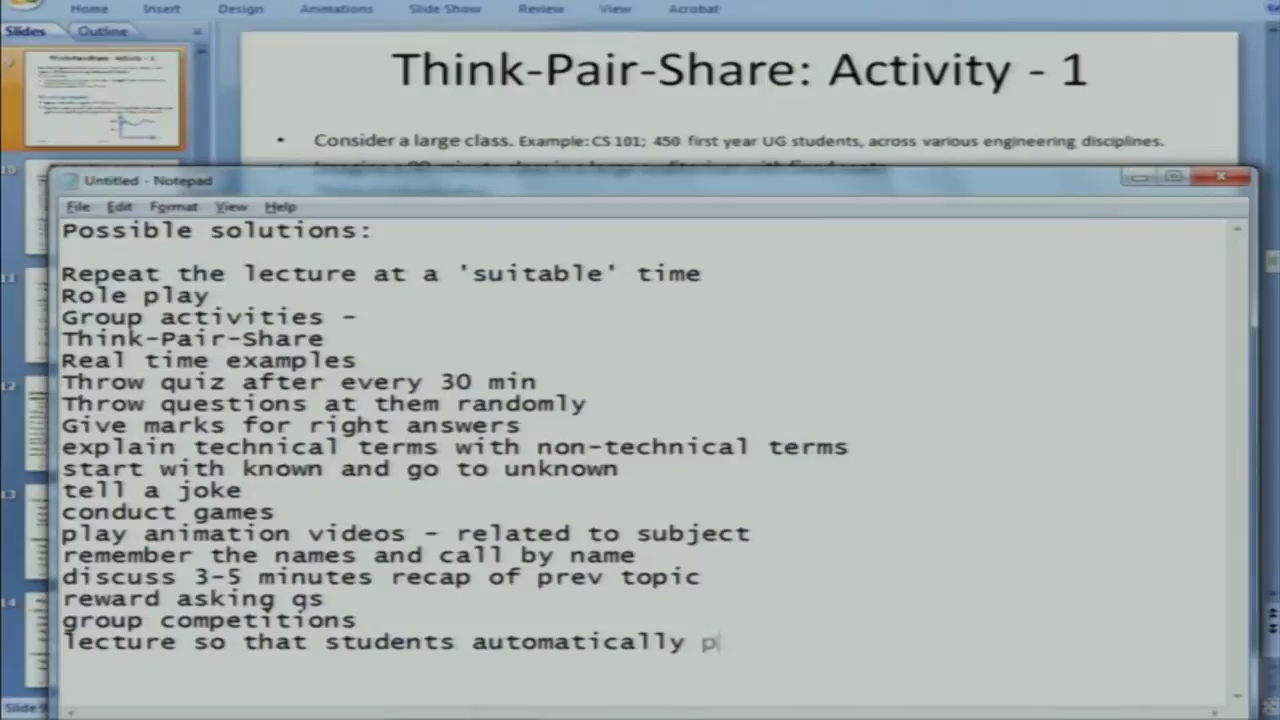 Home Insert Design Animations Slide Show Review View Acrobat
Slides Outline
Think-Pair-Share: Activity - 1
• Consider a large class. Example: CS 101; 450 first year UG students, across various engineering disciplines.
Untitled - Notepad
File Edit Format View Help
Possible solutions:
Repeat the lecture at a 'suitable' time
Role play
Group activities -
Think-Pair-Share
Real time examples
Throw quiz after every 30 min
Throw questions at them randomly
Give marks for right answers
explain technical terms with non-technical terms
start with known and go to unknown
tell a joke
conduct games
play animation videos - related to subject
remember the names and call by name
discuss 3-5 minutes recap of prev topic
reward asking qs
group competitions
lecture so that students automatically p
10
11
12
13
14
Slide